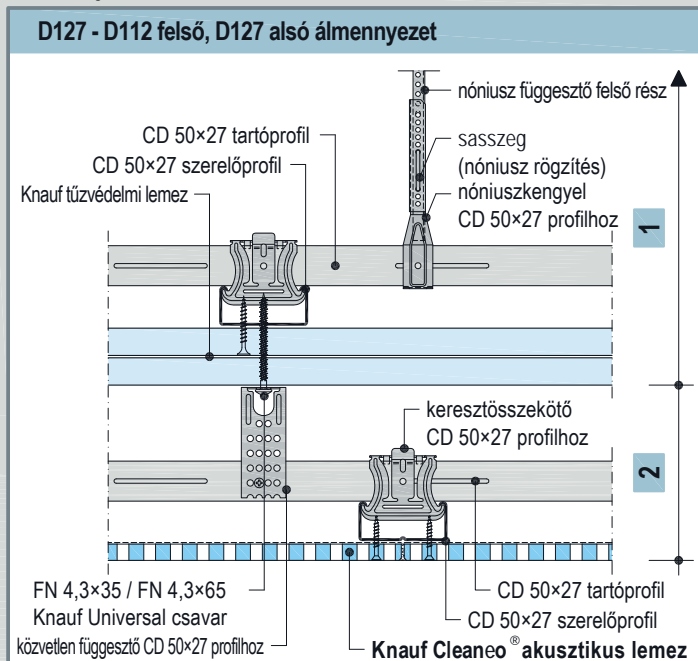 D127 - D112 felső, D127 alsó álmennyezet
nóniusz függesztő felső rész
CD 50×27 tartóprofil
sasszeg
CD 50×27 szerelőprofil
(nóniusz rögzítés)
Knauf tűzvédelmi lemez
nóniuszkengyel
CD 50×27 profilhoz
1
keresztösszekötő
CD 50×27 profilhoz
2
FN 4,3×35 / FN 4,3×65
Knauf Universal csavar
közvetlen függesztő CD 50×27 profilhoz
CD 50×27 tartóprofil
CD 50×27 szerelőprofil
Knauf Cleaneo® akusztikus lemez